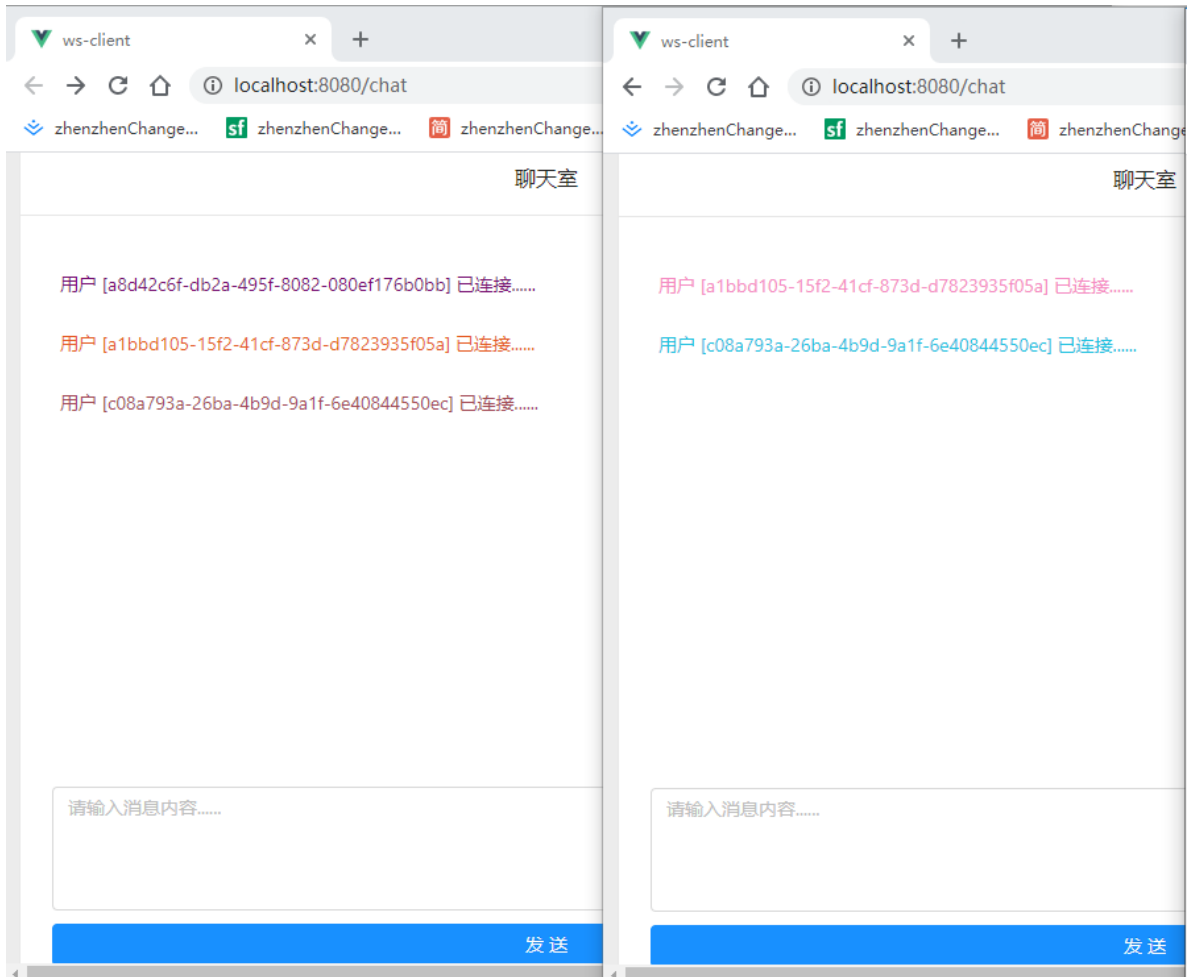 ws-client
localhost:8080/chat
zhenzhenChange... sf zhenzhenChange... 简 zhenzhenChange...
聊天室
用户 [a8d42c6f-db2a-495f-8082-080ef176b0bb] 已连接......
用户 [a1bbd105-15f2-41cf-873d-d7823935f05a] 已连接......
用户 [c08a793a-26ba-4b9d-9a1f-6e40844550ec] 已连接......
请输入消息内容......
发 送
ws-client
localhost:8080/chat
zhenzhenChange... sf zhenzhenChange... 简 zhenzhenChange
聊天室
用户 [a1bbd105-15f2-41cf-873d-d7823935f05a] 已连接......
用户 [c08a793a-26ba-4b9d-9a1f-6e40844550ec] 已连接......
请输入消息内容......
发 送